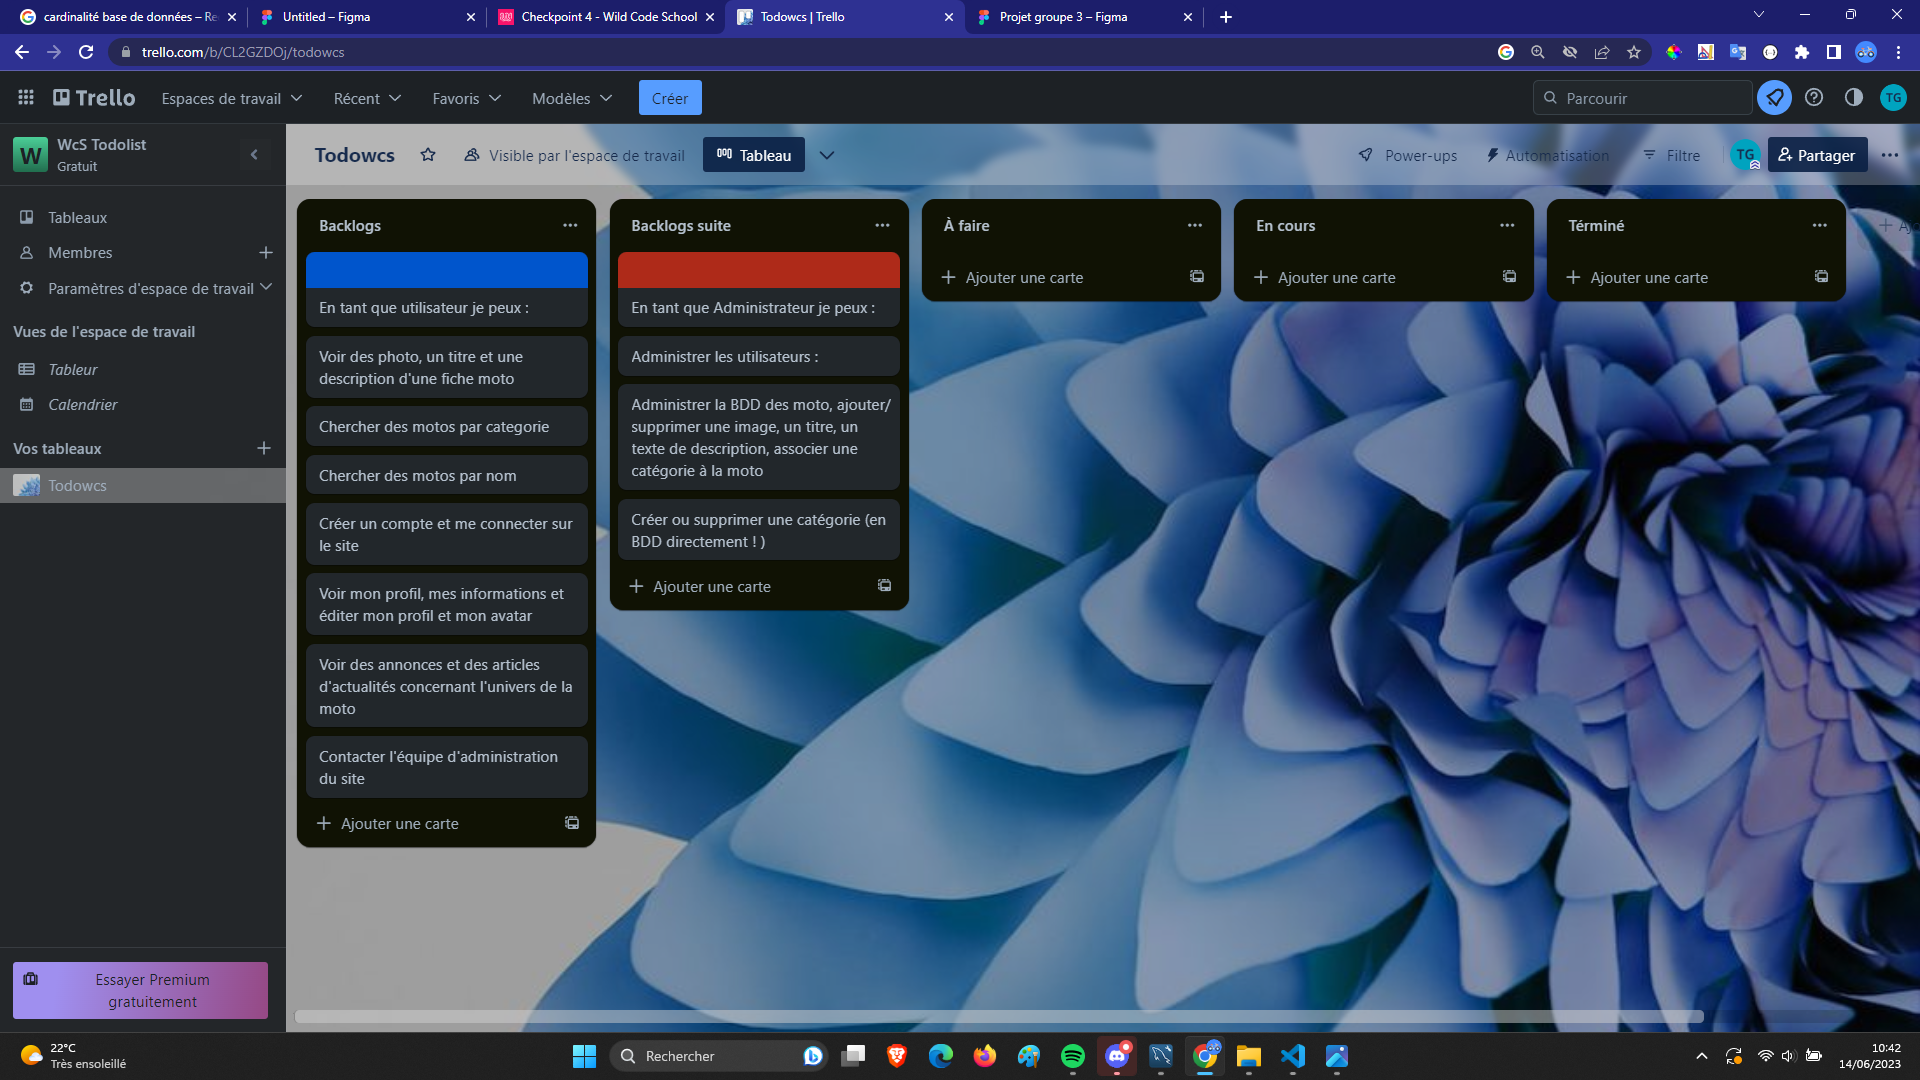 cardinalité base de données – Re
Untitled – Figma
Checkpoint 4 - Wild Code School
Todowcs | Trello
Projet groupe 3 – Figma
trello.com/b/CL2GZDOj/todowcs
Trello
Espaces de travail
Récent
Favoris
Modèles
Créer
Parcourir
TG
W
WcS Todolist
Gratuit
Todowcs
Visible par l'espace de travail
Tableau
Power-ups
Automatisation
Filtre
TG
Partager
Tableaux
Membres
Paramètres d'espace de travail
Vues de l'espace de travail
Tableur
Calendrier
Vos tableaux
Todowcs
Essayer Premium
gratuitement
Backlogs
En tant que utilisateur je peux :
Voir des photo, un titre et une
description d'une fiche moto
Chercher des motos par categorie
Chercher des motos par nom
Créer un compte et me connecter sur
le site
Voir mon profil, mes informations et
éditer mon profil et mon avatar
Voir des annonces et des articles
d'actualités concernant l'univers de la
moto
Contacter l'équipe d'administration
du site
Ajouter une carte
Backlogs suite
En tant que Administrateur je peux :
Administrer les utilisateurs :
Administrer la BDD des moto, ajouter/
supprimer une image, un titre, un
texte de description, associer une
catégorie à la moto
Créer ou supprimer une catégorie (en
BDD directement ! )
Ajouter une carte
À faire
Ajouter une carte
En cours
Ajouter une carte
Términé
Ajouter une carte
22°C
Très ensoleillé
Rechercher
10:42
14/06/2023